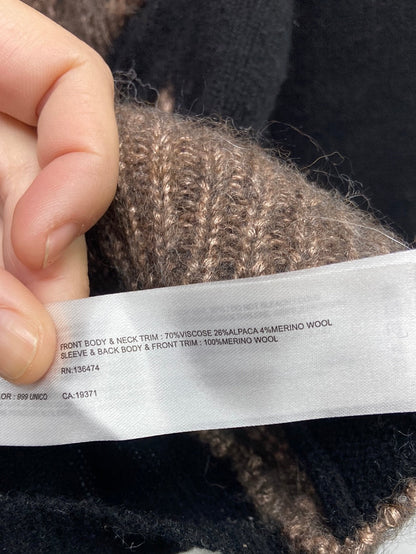 FRONT BODY & NECK TRIM : 70%VISCOSE 26%ALPACA 4%MERINO WOOL
SLEEVE & BACK BODY & FRONT TRIM : 100%MERINO WOOL
RN:136474
OLOR : 999 UNICO CA:19371